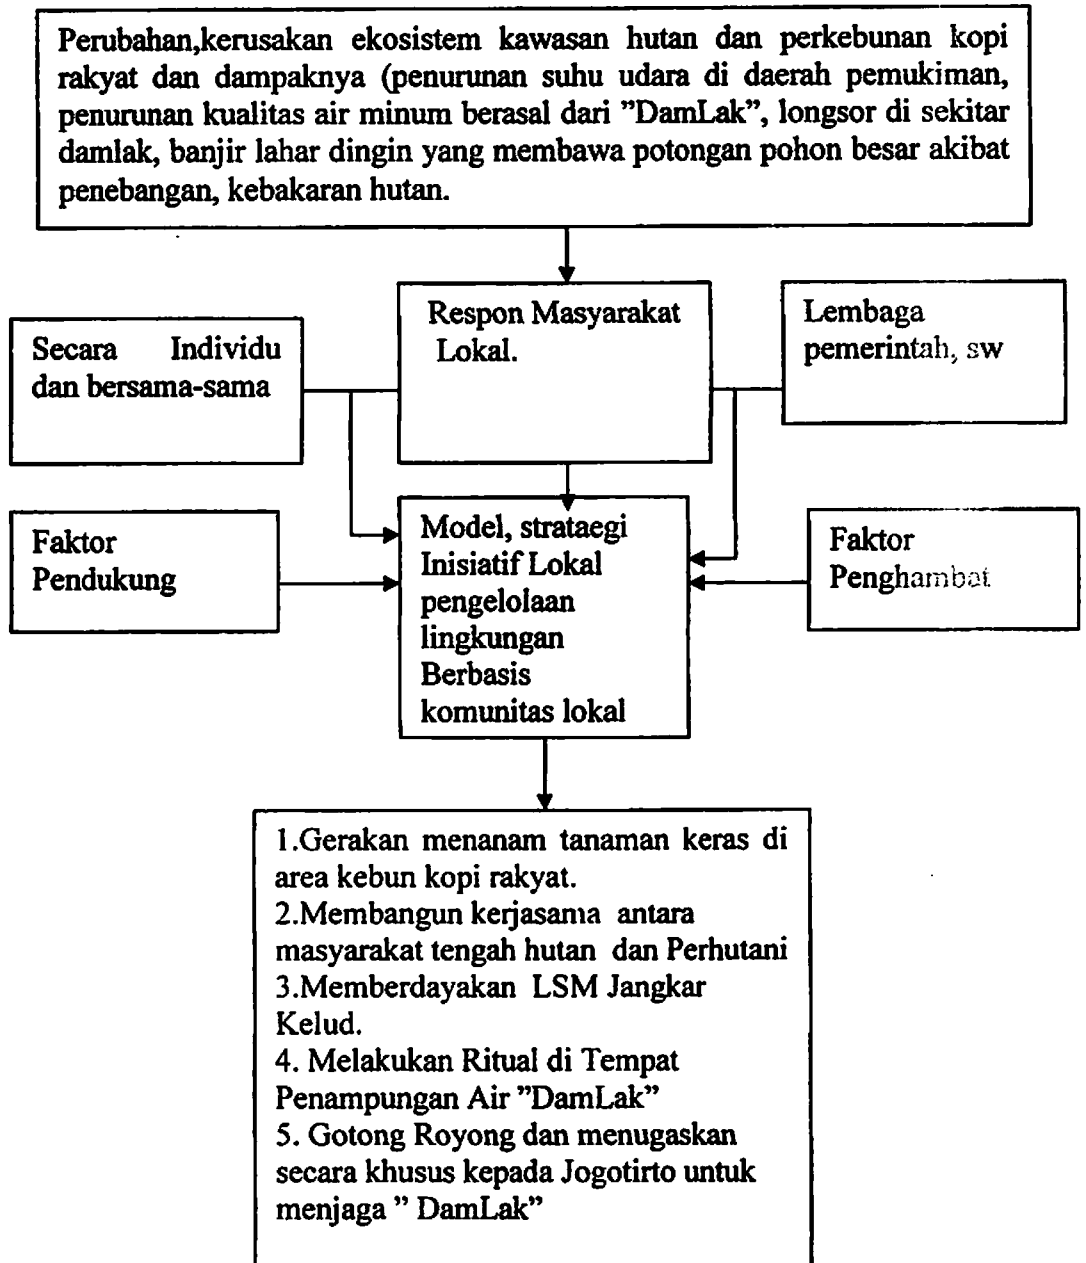 Perubahan,kerusakan ekosistem kawasan hutan dan perkebunan kopi
rakyat dan dampaknya (penurunan suhu udara di daerah pemukiman,
penurunan kualitas air minum berasal dari ”DamLak”, longsor di sekitar
damlak, banjir lahar dingin yang membawa potongan pohon besar akibat
penebangan, kebakaran hutan.
Respon Masyarakat
Lokal.
Secara Individu
dan bersama-sama
Lembaga
pemerintah, sw
Faktor
Pendukung
Model, strataegi
Inisiatif Lokal
pengelolaan
lingkungan
Berbasis
komunitas lokal
Faktor
Penghambat
1.Gerakan menanam tanaman keras di
area kebun kopi rakyat.
2.Membangun kerjasama antara
masyarakat tengah hutan dan Perhutani
3.Memberdayakan LSM Jangkar
Kelud.
4. Melakukan Ritual di Tempat
Penampungan Air ”DamLak”
5. Gotong Royong dan menugaskan
secara khusus kepada Jogotirto untuk
menjaga ” DamLak”